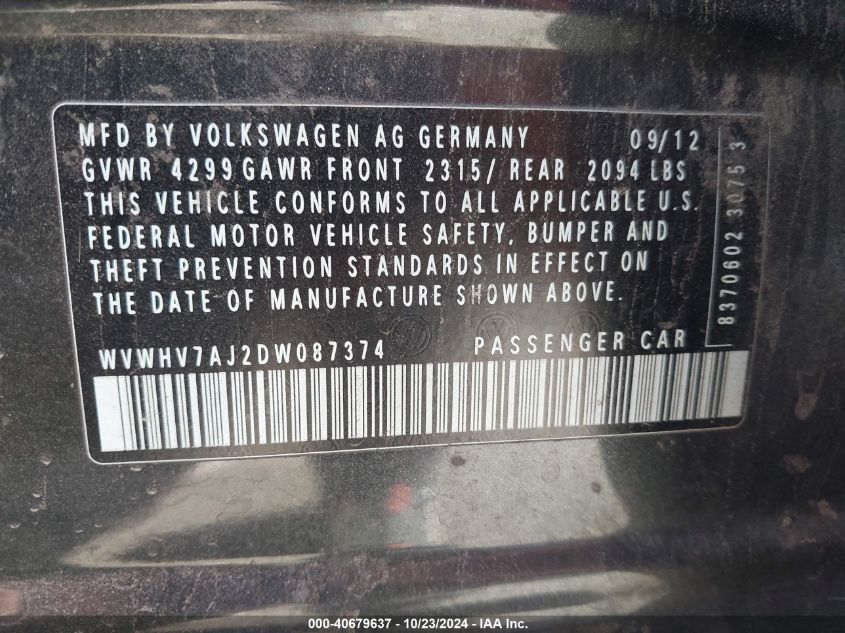 MFD BY VOLKSWAGEN AG GERMANY 09/12
GVWR 4299 GAWR FRONT 2315/ REAR 2094 LBS
THIS VEHICLE CONFORMS TO ALL APPLICABLE U.S.
FEDERAL MOTOR VEHICLE SAFETY, BUMPER AND
THEFT PREVENTION STANDARDS IN EFFECT ON
THE DATE OF MANUFACTURE SHOWN ABOVE.
WVWHV7AJ2DW087374 PASSENGER CAR
8370602 3075 3
000-40679637 - 10/23/2024 - IAA Inc.